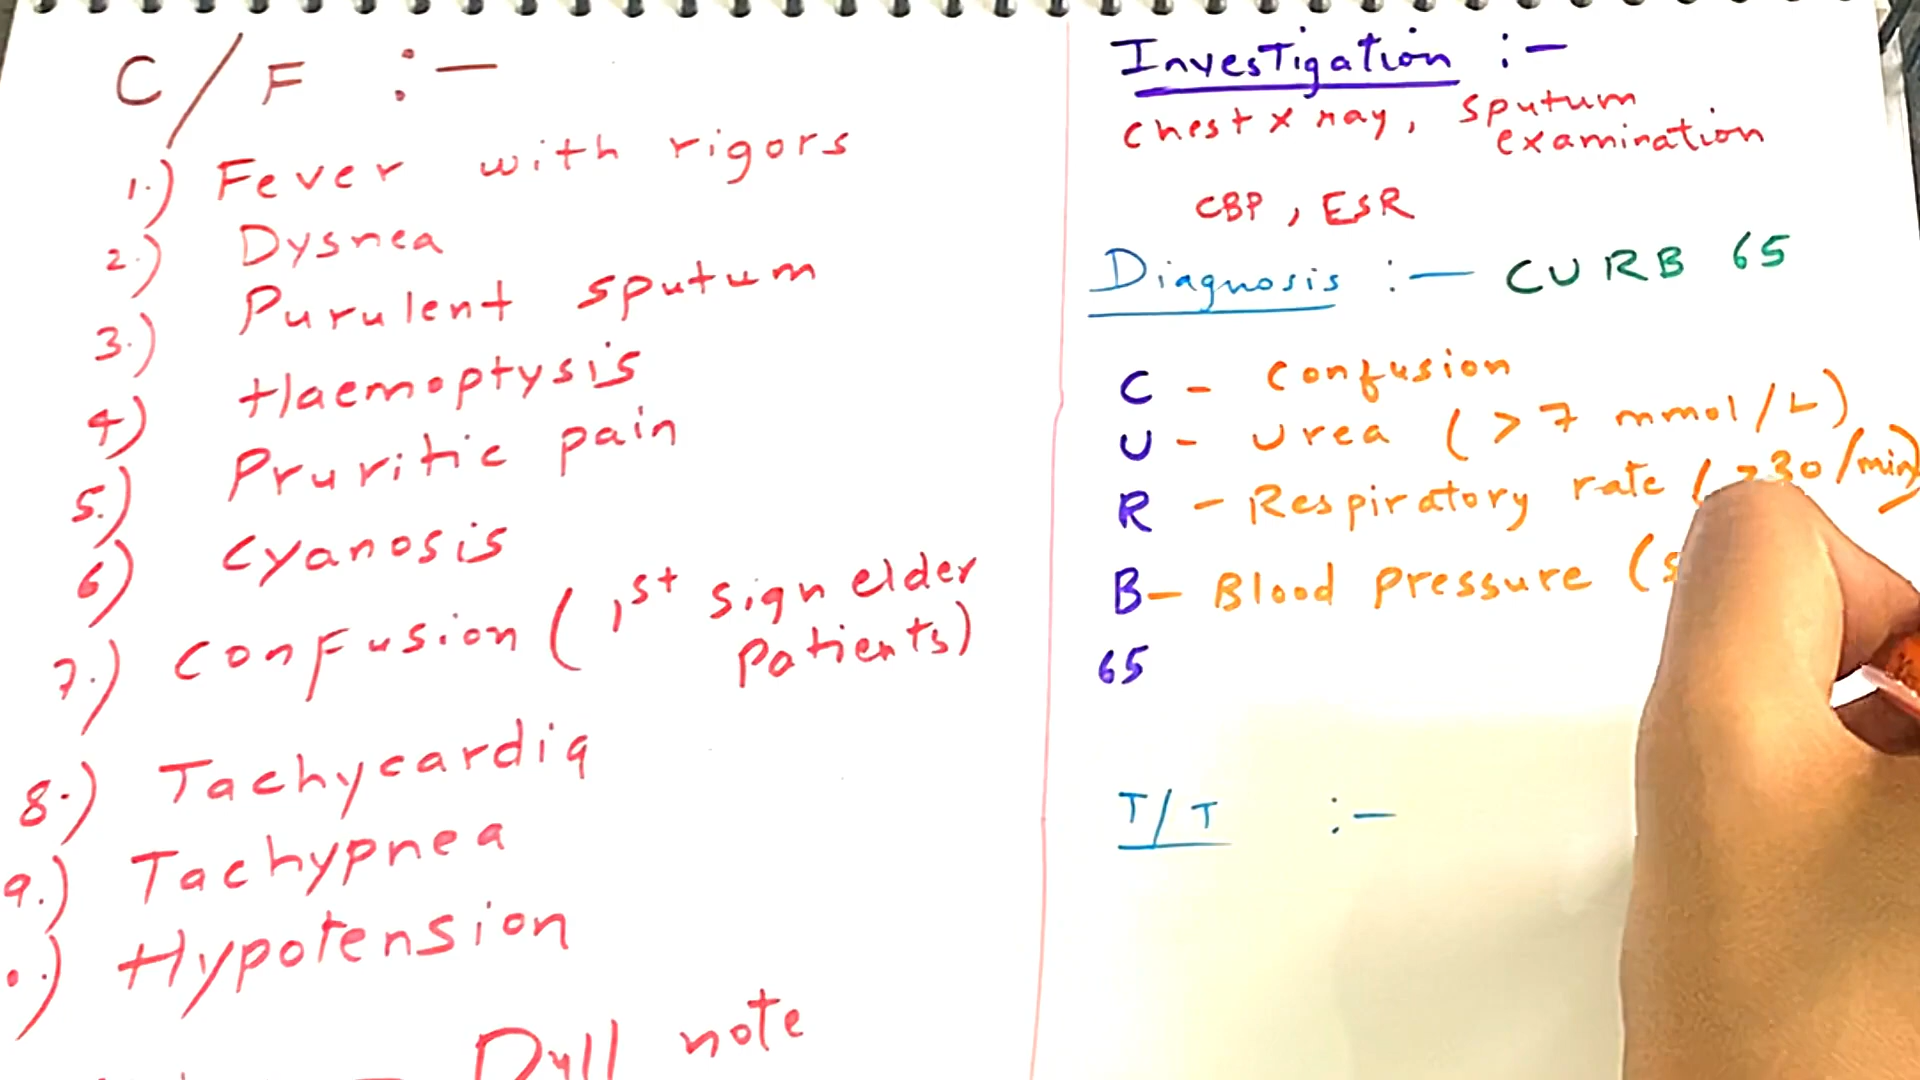 C/F :-
1.) Fever with rigors
2.) Dysnea
3.) Purulent sputum
4) Haemoptysis
5.) Pruritic pain
6) Cyanosis
7.) Confusion ( 1st sign elder
patients)
8.) Tachycardia
9.) Tachypnea
0.) Hypotension
Dull note
Investigation :-
Chest x ray, sputum
examination
CBP, ESR
Diagnosis :- CURB 65
C - Confusion
U - Urea ( > 7 mmol/L)
R - Respiratory rate ( >30/min)
B- Blood pressure (s
65
T/T :-